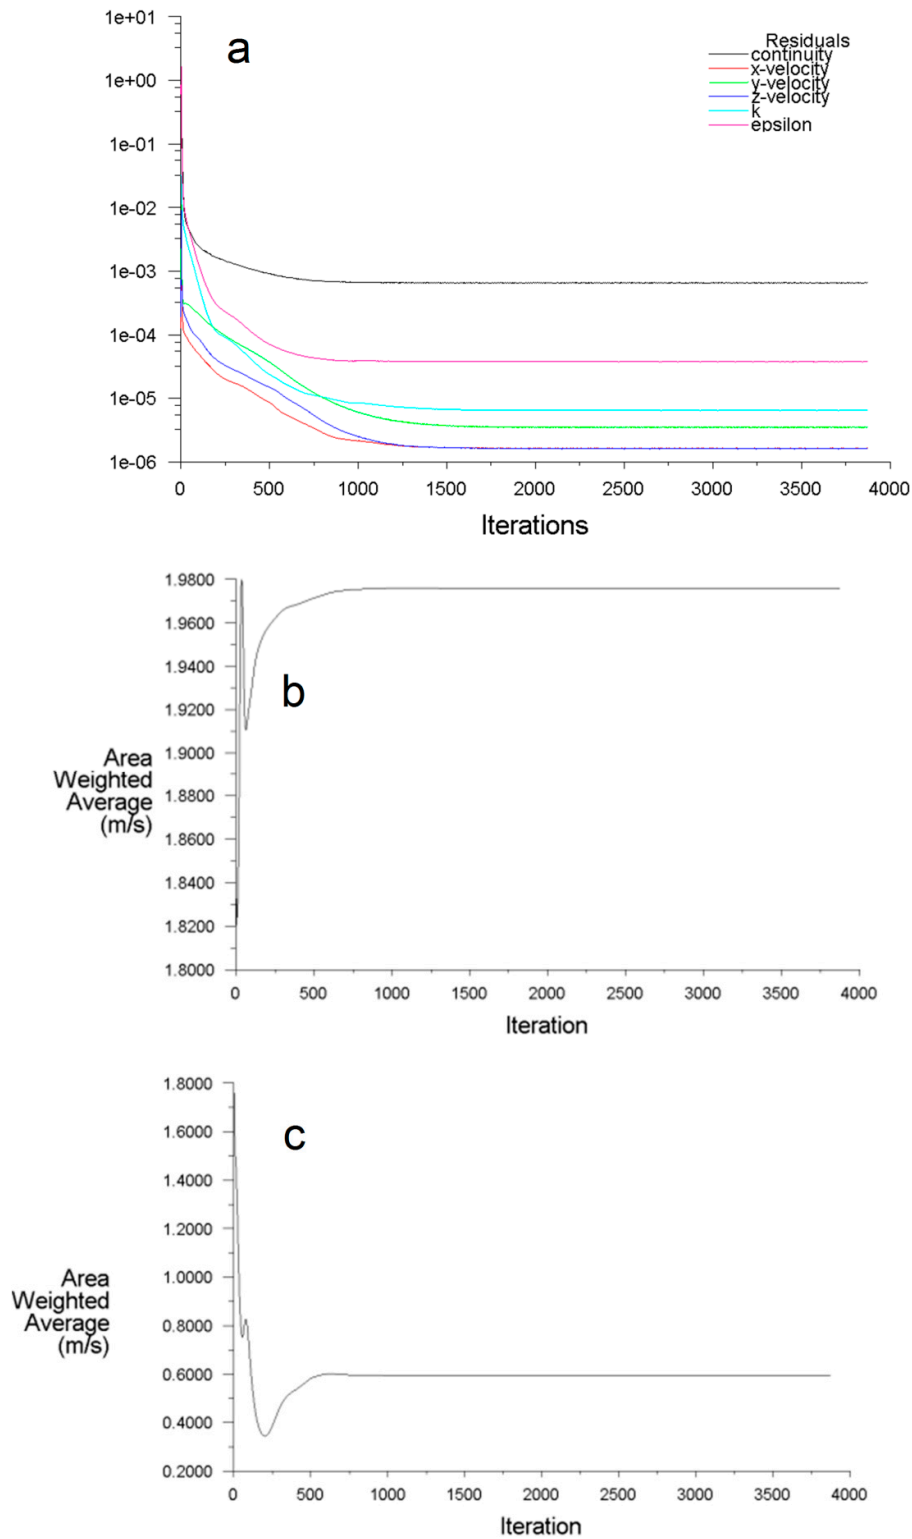 a
1e+01
1e+00
1e-01
1e-02
1e-03
1e-04
1e-05
1e-06
Residuals
continuity
x-velocity
y-velocity
z-velocity
k
epsilon
0 500 1000 1500 2000 2500 3000 3500 4000
Iterations
b
1.9800
1.9600
1.9400
1.9200
1.9000
1.8800
1.8600
1.8400
1.8200
1.8000
Area
Weighted
Average
(m/s)
0 500 1000 1500 2000 2500 3000 3500 4000
Iteration
c
1.8000
1.6000
1.4000
1.2000
1.0000
0.8000
0.6000
0.4000
0.2000
Area
Weighted
Average
(m/s)
0 500 1000 1500 2000 2500 3000 3500 4000
Iteration